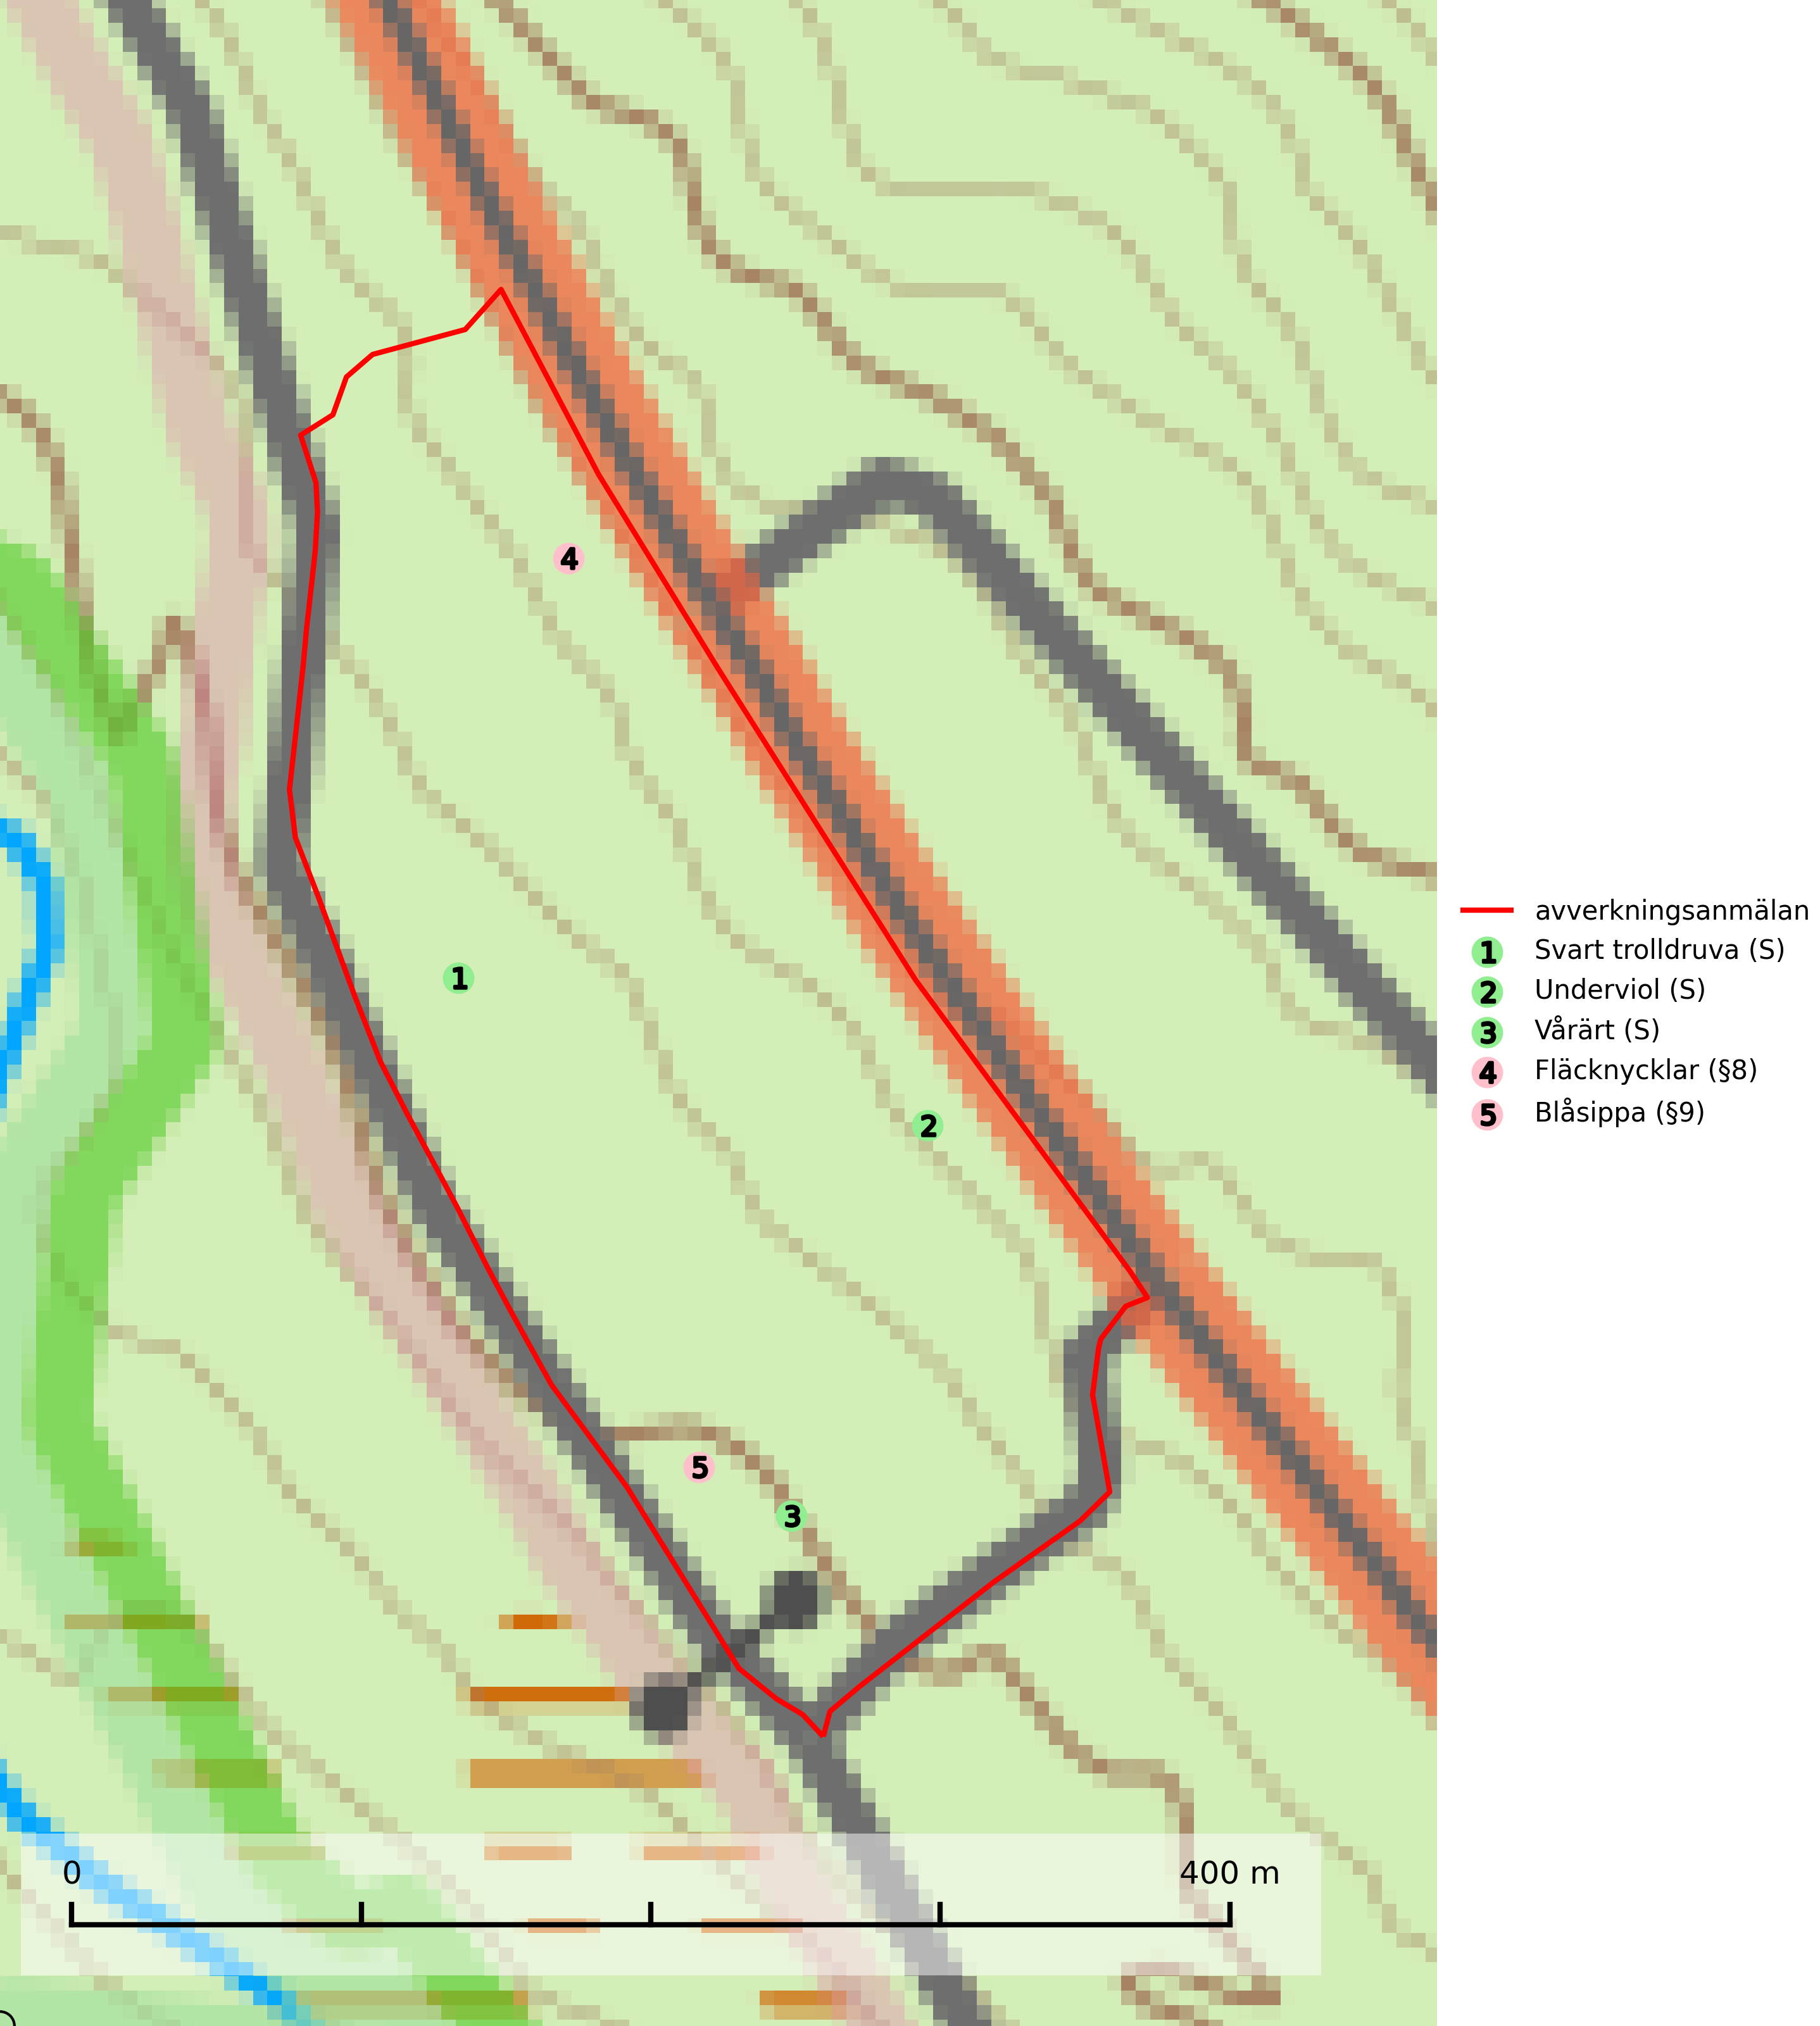 4
1
2
5
3
avverkningsanmälan
1 Svart trolldruva (S)
2 Underviol (S)
3 Vårärt (S)
4 Fläcknycklar (§8)
5 Blåsippa (§9)
0 400 m